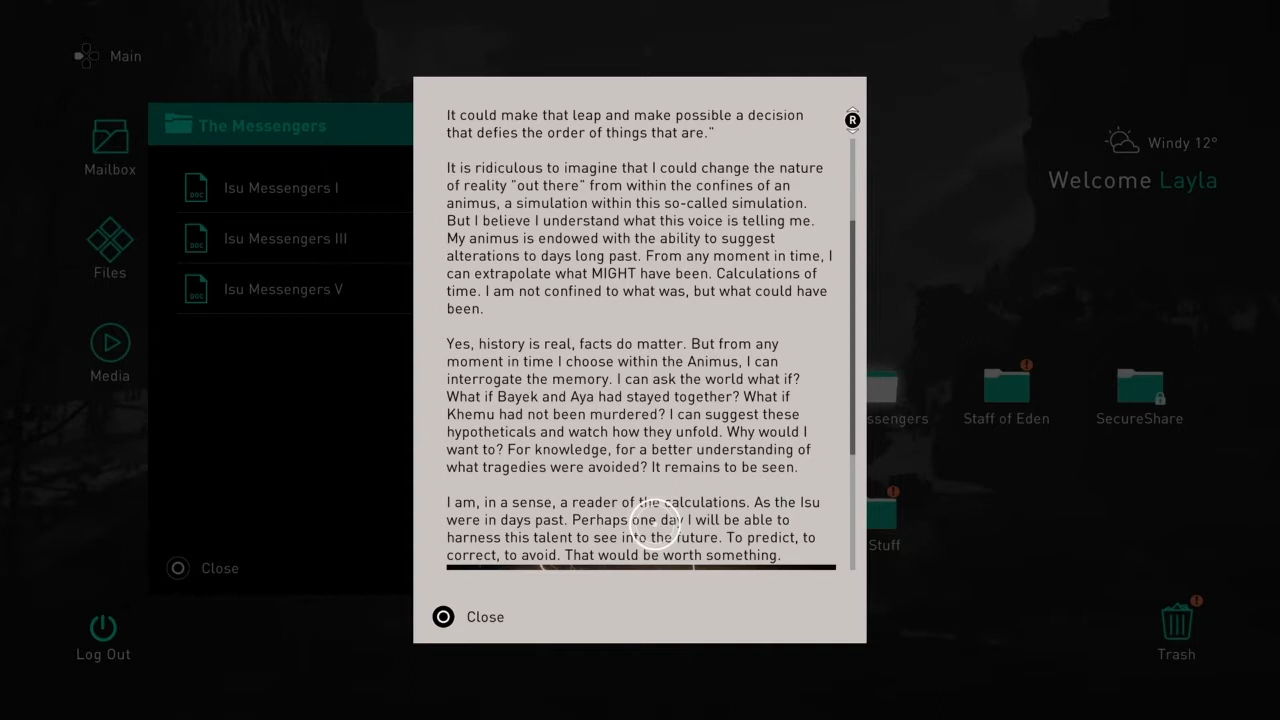 Main
The Messengers
Mailbox
Isu Messengers I
Isu Messengers III
Isu Messengers V
Files
Media
Close
Log Out
It could make that leap and make possible a decision
that defies the order of things that are."
It is ridiculous to imagine that I could change the nature
of reality "out there" from within the confines of an
animus, a simulation within this so-called simulation.
But I believe I understand what this voice is telling me.
My animus is endowed with the ability to suggest
alterations to days long past. From any moment in time, I
can extrapolate what MIGHT have been. Calculations of
time. I am not confined to what was, but what could have
been.
Yes, history is real, facts do matter. But from any
moment in time I choose within the Animus, I can
interrogate the memory. I can ask the world what if?
What if Bayek and Aya had stayed together? What if
Khemu had not been murdered? I can suggest these
hypotheticals and watch how they unfold. Why would I
want to? For knowledge, for a better understanding of
what tragedies were avoided? It remains to be seen.
I am, in a sense, a reader of the calculations. As the Isu
were in days past. Perhaps one day I will be able to
harness this talent to see into the future. To predict, to
correct, to avoid. That would be worth something.
R
Close
Windy 12°
Welcome Layla
ssengers
Staff of Eden
SecureShare
Stuff
Trash